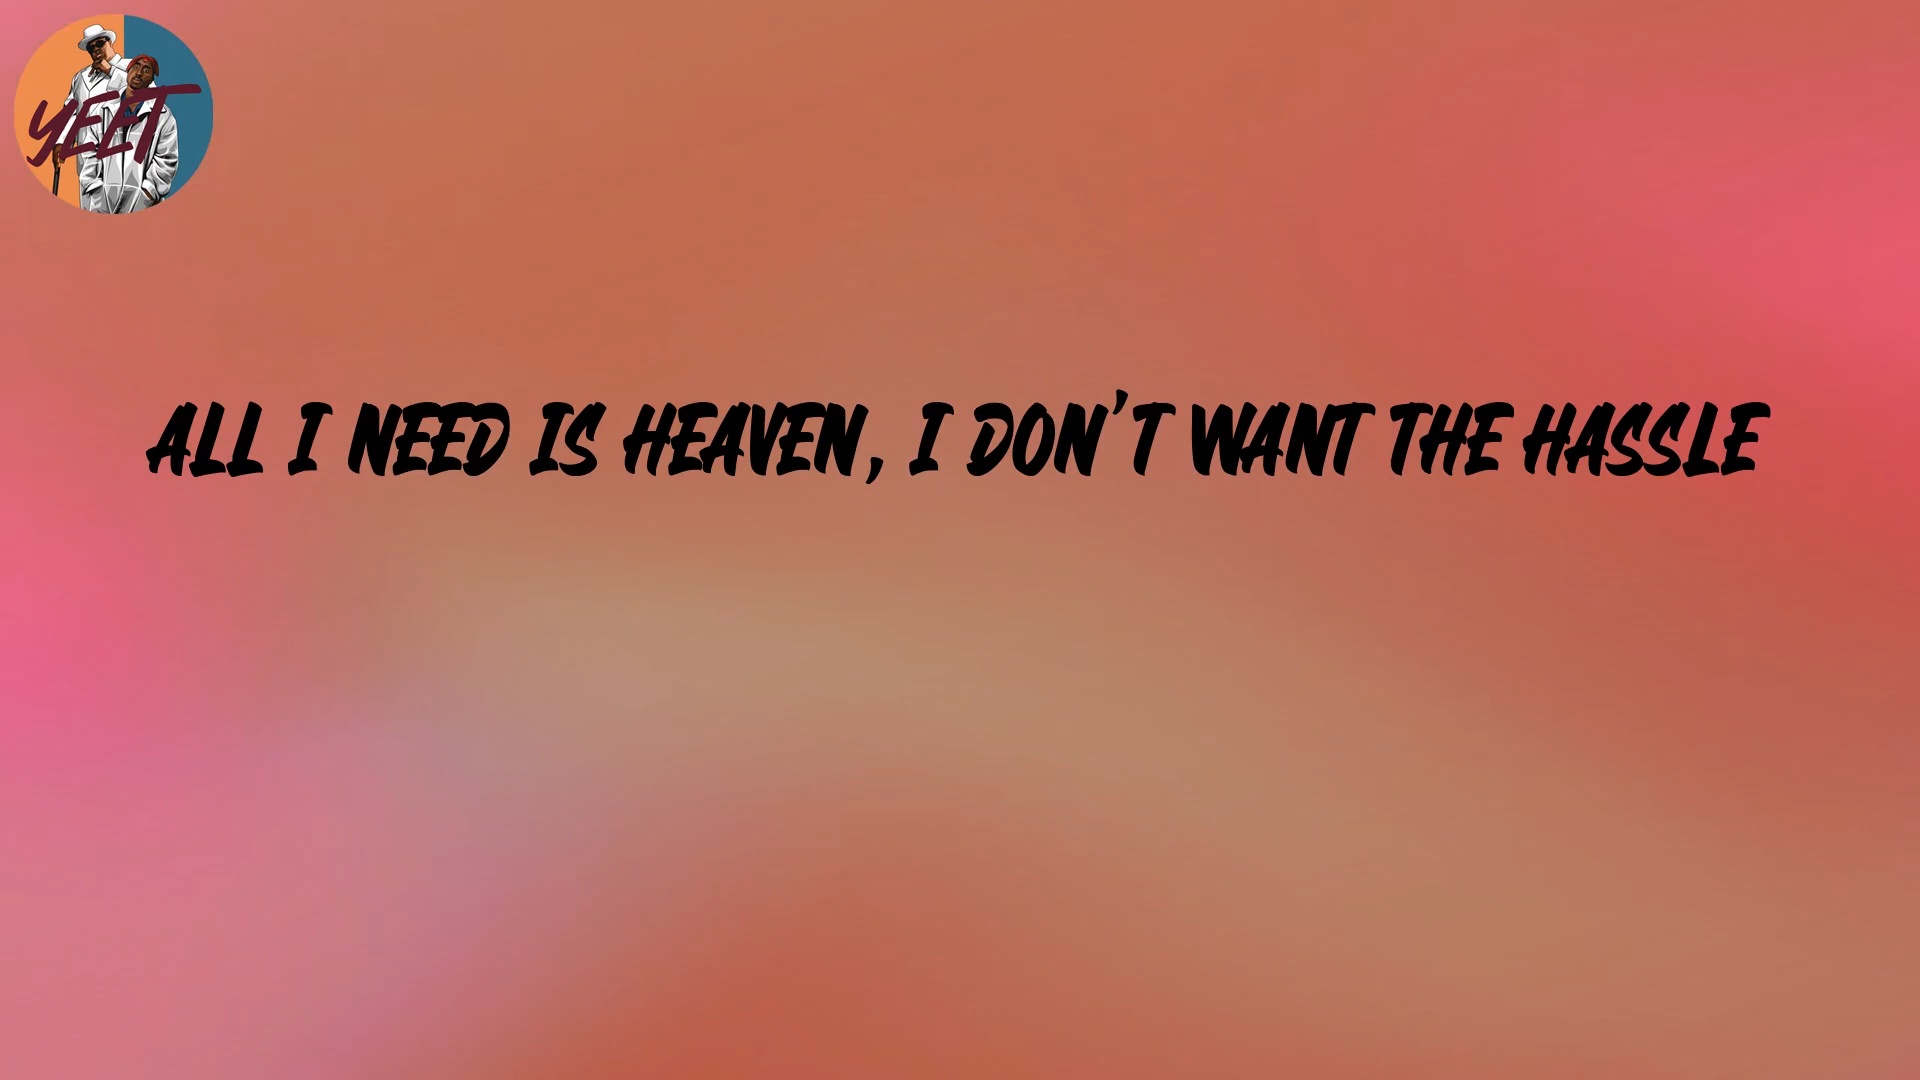 YEET
ALL I NEED IS HEAVEN, I DON'T WANT THE HASSLE